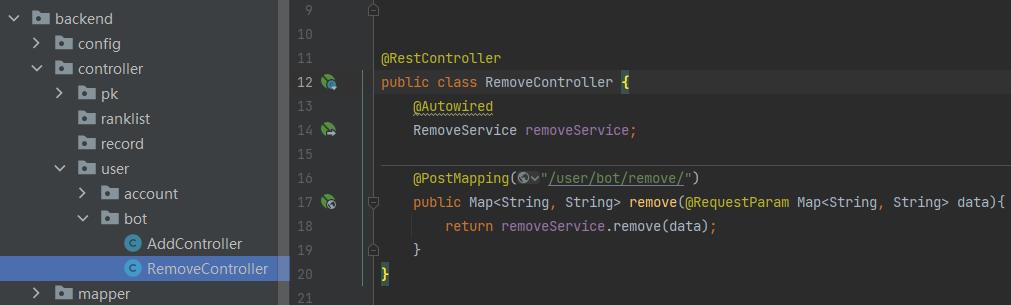 backend
config
controller
pk
ranklist
record
user
account
bot
AddController
RemoveController
mapper
9
10
11 @RestController
12 public class RemoveController {
13 @Autowired
14 RemoveService removeService;
15
16 @PostMapping("/user/bot/remove/")
17 public Map<String, String> remove(@RequestParam Map<String, String> data){
18 return removeService.remove(data);
19 }
20 }
21